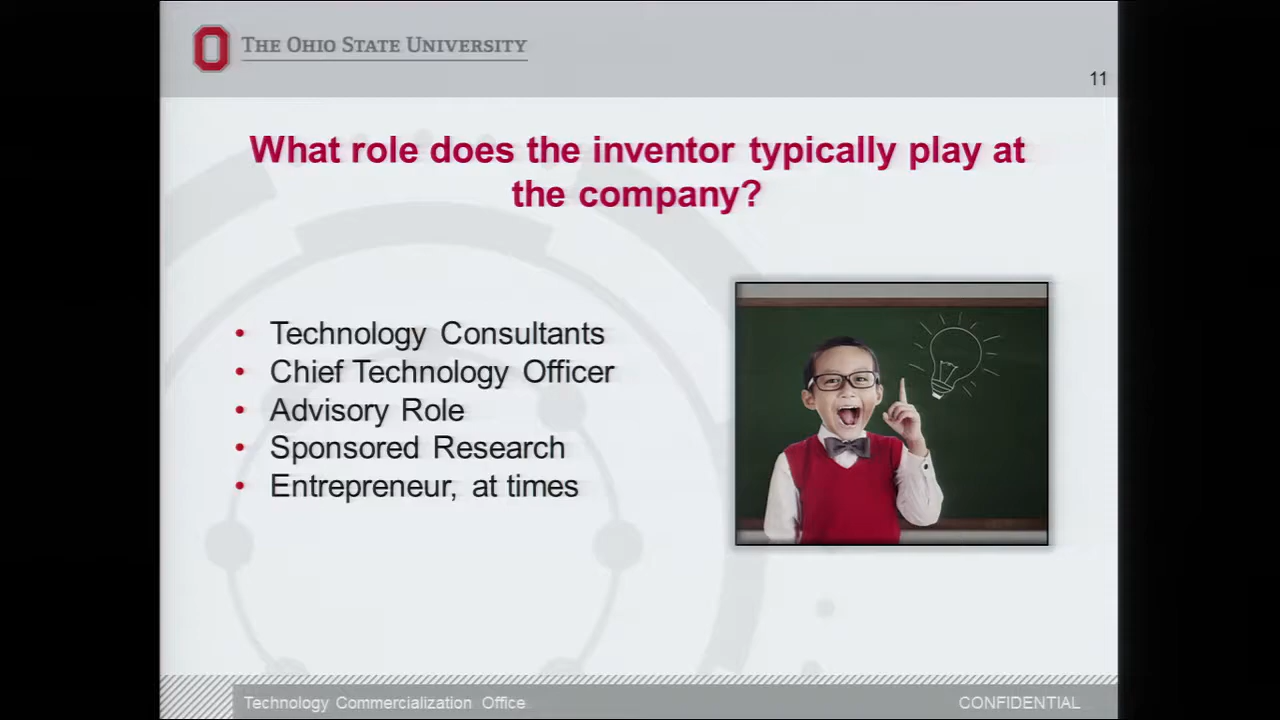 THE OHIO STATE UNIVERSITY
11
What role does the inventor typically play at
the company?
• Technology Consultants
• Chief Technology Officer
• Advisory Role
• Sponsored Research
• Entrepreneur, at times
Technology Commercialization Office
CONFIDENTIAL